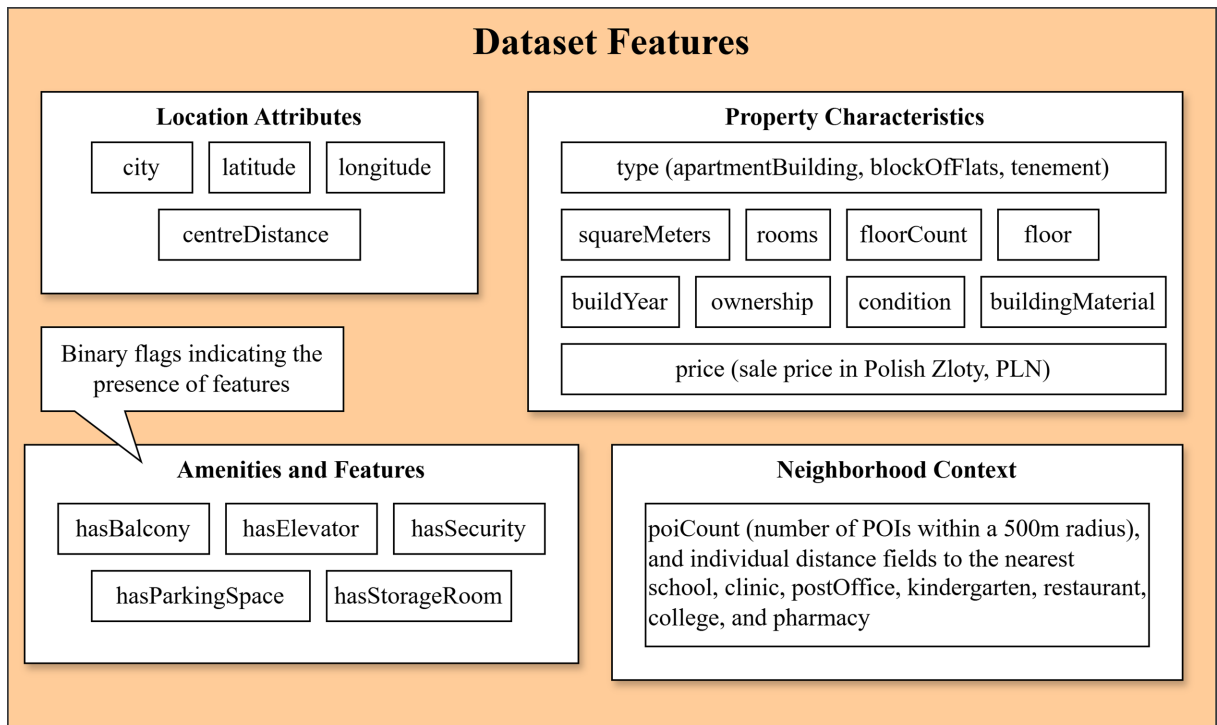 Dataset Features
Location Attributes
city
latitude
longitude
centreDistance
Property Characteristics
type (apartmentBuilding, blockOfFlats, tenement)
squareMeters
rooms
floorCount
floor
buildYear
ownership
condition
buildingMaterial
price (sale price in Polish Zloty, PLN)
Binary flags indicating the
presence of features
Amenities and Features
hasBalcony
hasElevator
hasSecurity
hasParkingSpace
hasStorageRoom
Neighborhood Context
poiCount (number of POIs within a 500m radius),
and individual distance fields to the nearest
school, clinic, postOffice, kindergarten, restaurant,
college, and pharmacy